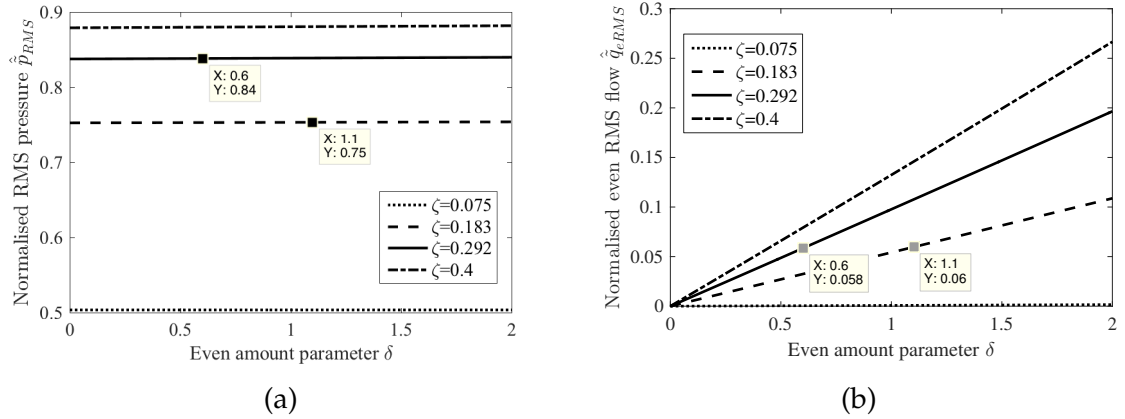 0.9
0.8
0.7
0.6
0.5
0
0.5
1
1.5
2
Normalised RMS pressure p̂̃_RMS
Even amount parameter δ
X: 0.6
Y: 0.84
X: 1.1
Y: 0.75
ζ=0.075
ζ=0.183
ζ=0.292
ζ=0.4
(a)
0.3
0.25
0.2
0.15
0.1
0.05
0
0
0.5
1
1.5
2
Normalised even RMS flow q̂̃_eRMS
Even amount parameter δ
ζ=0.075
ζ=0.183
ζ=0.292
ζ=0.4
X: 0.6
Y: 0.058
X: 1.1
Y: 0.06
(b)